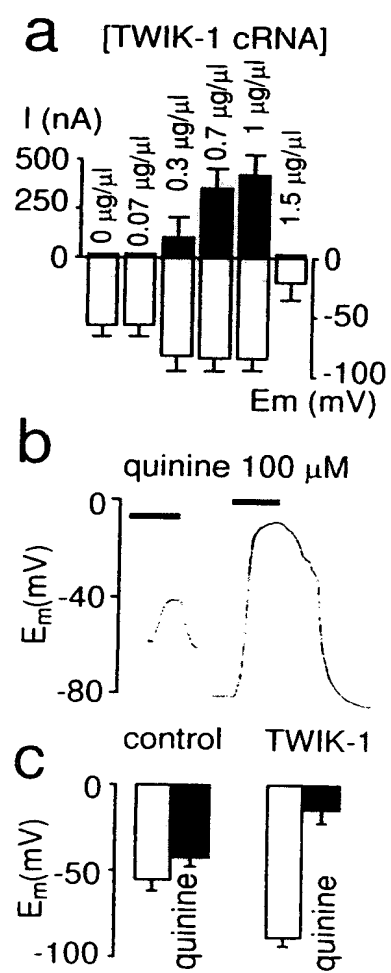 a [TWIK-1 cRNA]
I (nA)
0 µg/µl
0.07 µg/µl
0.3 µg/µl
0.7 µg/µl
1 µg/µl
1.5 µg/µl
500
250
0
0
-50
-100
Em (mV)
b
quinine 100 µM
Em(mV)
0
-40
-80
control TWIK-1
c
Em(mV)
0
-50
-100
quinine
quinine